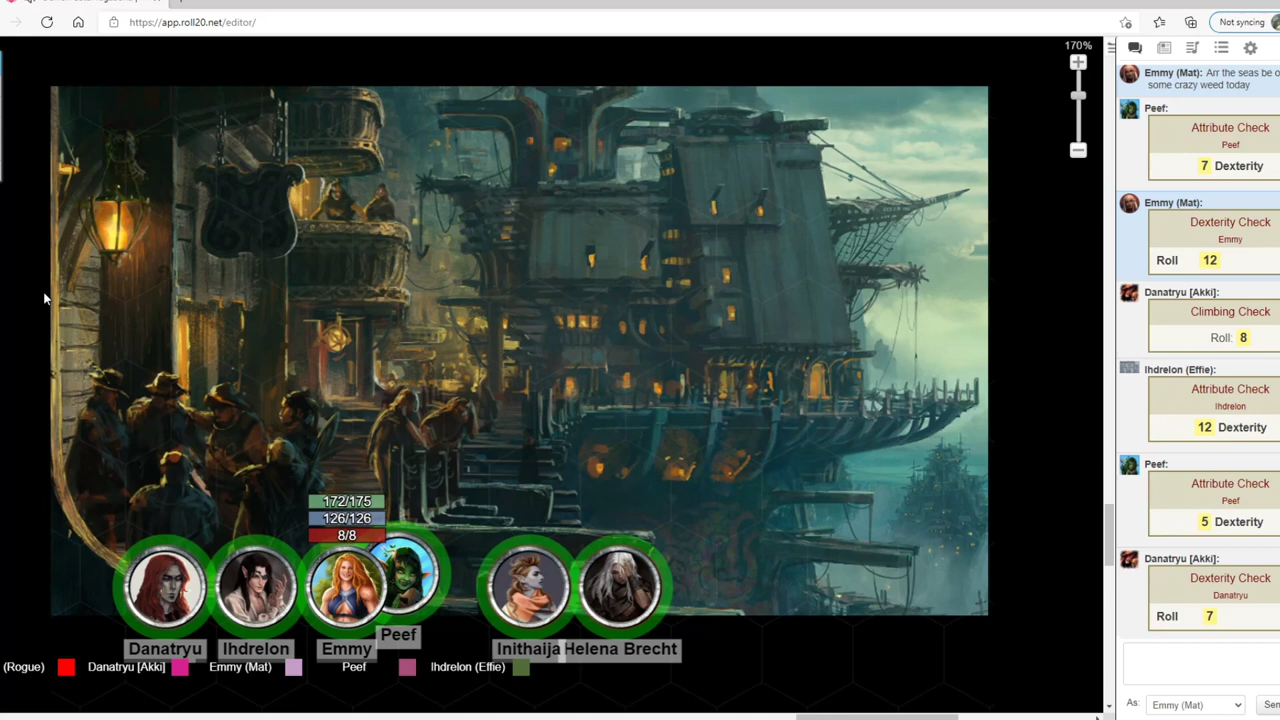 https://app.roll20.net/editor/
Not syncing
170%
Emmy (Mat): Arr the seas be o
some crazy weed today
Peef:
Attribute Check
Peef
7 Dexterity
Emmy (Mat):
Dexterity Check
Emmy
Roll 12
Danatryu [Akki]:
Climbing Check
Roll: 8
Ihdrelon (Effie):
Attribute Check
Ihdrelon
12 Dexterity
Peef:
Attribute Check
Peef
5 Dexterity
Danatryu [Akki]:
Dexterity Check
Danatryu
Roll 7
172/175
126/126
8/8
Danatryu
Ihdrelon
Emmy
Peef
Inithaija
Helena Brecht
(Rogue)
Danatryu [Akki]
Emmy (Mat)
Peef
Ihdrelon (Effie)
As: Emmy (Mat)
Sen